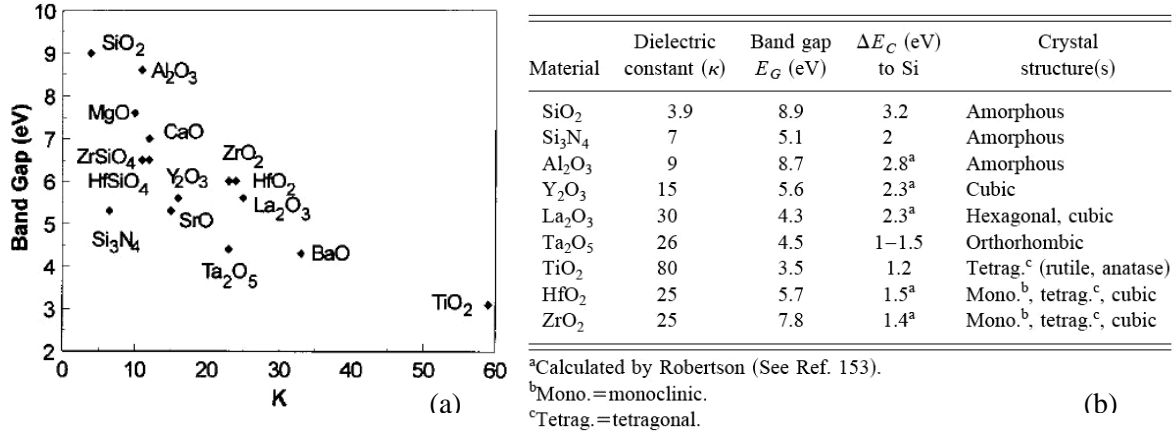 10
9
8
7
6
5
4
3
2
Band Gap (eV)
SiO₂
Al₂O₃
MgO
CaO
ZrSiO₄
ZrO₂
HfSiO₄
Y₂O₃
HfO₂
La₂O₃
SrO
Si₃N₄
Ta₂O₅
BaO
TiO₂
0 10 20 30 40 50 60
K
(a)
Dielectric Band gap ΔE_C (eV) Crystal
Material constant (κ) E_G (eV) to Si structure(s)
SiO₂ 3.9 8.9 3.2 Amorphous
Si₃N₄ 7 5.1 2 Amorphous
Al₂O₃ 9 8.7 2.8ᵃ Amorphous
Y₂O₃ 15 5.6 2.3ᵃ Cubic
La₂O₃ 30 4.3 2.3ᵃ Hexagonal, cubic
Ta₂O₅ 26 4.5 1–1.5 Orthorhombic
TiO₂ 80 3.5 1.2 Tetrag.ᶜ (rutile, anatase)
HfO₂ 25 5.7 1.5ᵃ Mono.ᵇ, tetrag.ᶜ, cubic
ZrO₂ 25 7.8 1.4ᵃ Mono.ᵇ, tetrag.ᶜ, cubic
ᵃCalculated by Robertson (See Ref. 153).
ᵇMono.=monoclinic.
ᶜTetrag.=tetragonal.
(b)